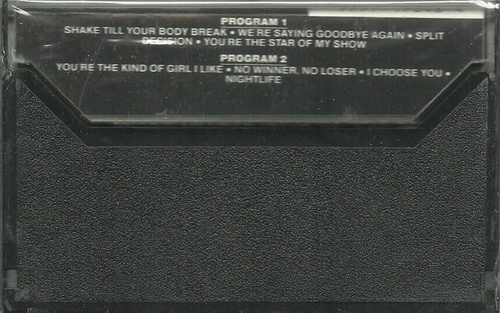 PROGRAM 1
SHAKE TILL YOUR BODY BREAK • WE'RE SAYING GOODBYE AGAIN • SPLIT
DECISION • YOU'RE THE STAR OF MY SHOW
PROGRAM 2
YOU'RE THE KIND OF GIRL I LIKE • NO WINNER, NO LOSER • I CHOOSE YOU •
NIGHTLIFE